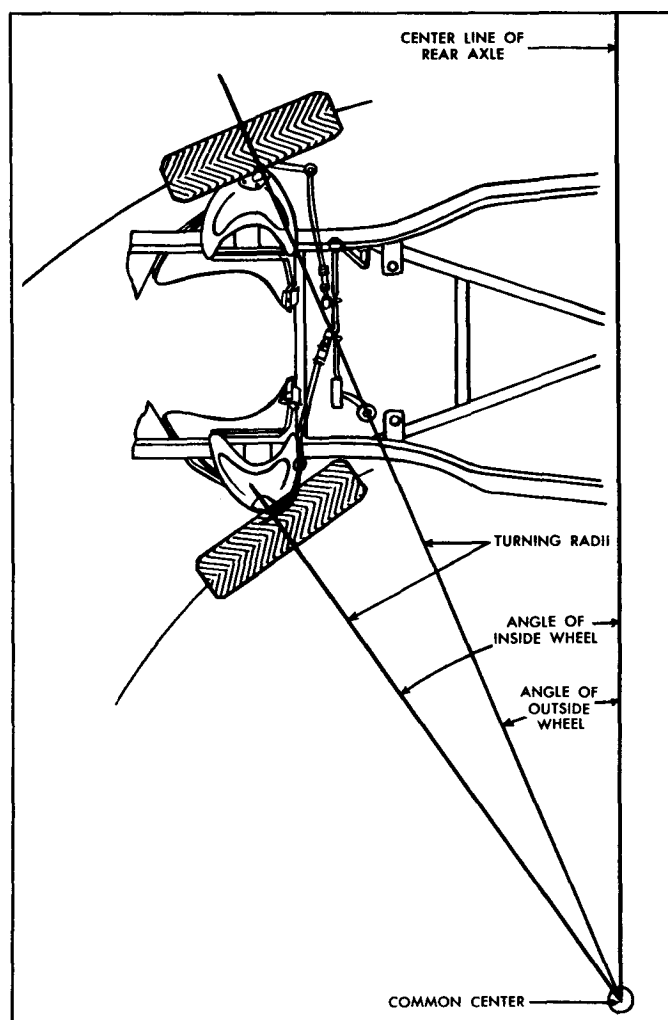 CENTER LINE OF
REAR AXLE
TURNING RADII
ANGLE OF
INSIDE WHEEL
ANGLE OF
OUTSIDE
WHEEL
COMMON CENTER